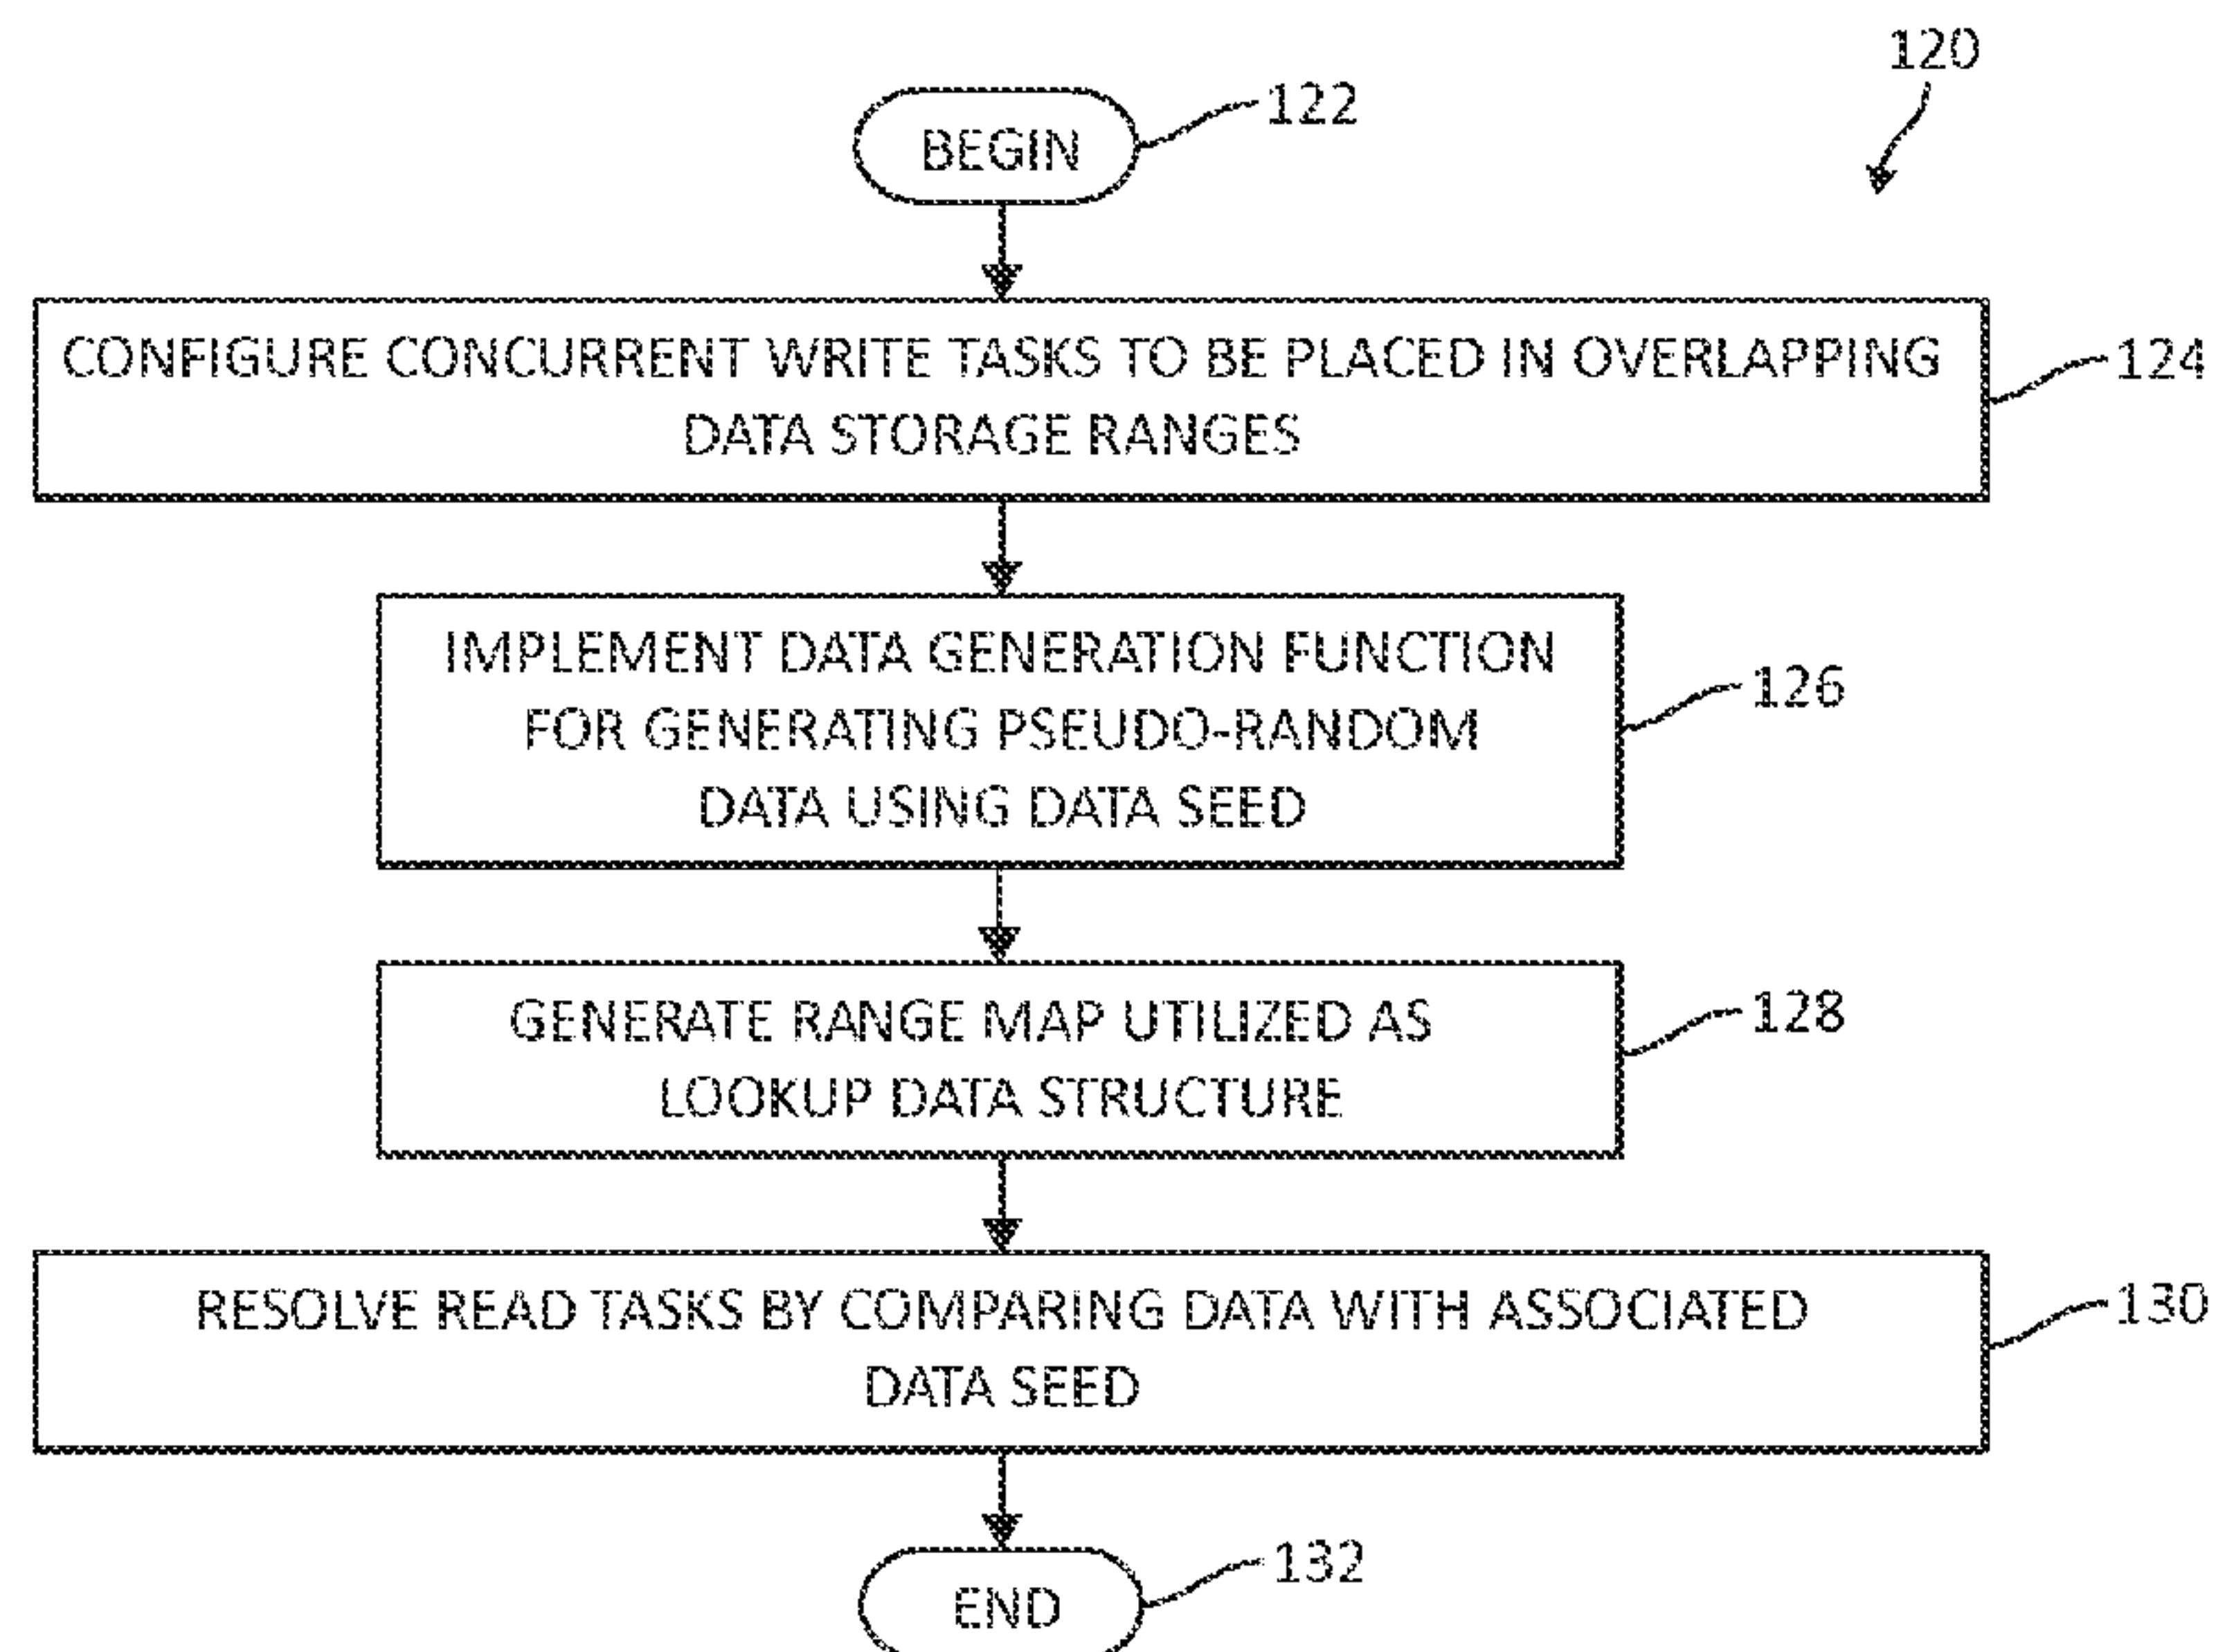 120
BEGIN
122
CONFIGURE CONCURRENT WRITE TASKS TO BE PLACED IN OVERLAPPING
DATA STORAGE RANGES
124
IMPLEMENT DATA GENERATION FUNCTION
FOR GENERATING PSEUDO-RANDOM
DATA USING DATA SEED
126
GENERATE RANGE MAP UTILIZED AS
LOOKUP DATA STRUCTURE
128
RESOLVE READ TASKS BY COMPARING DATA WITH ASSOCIATED
DATA SEED
130
END
132